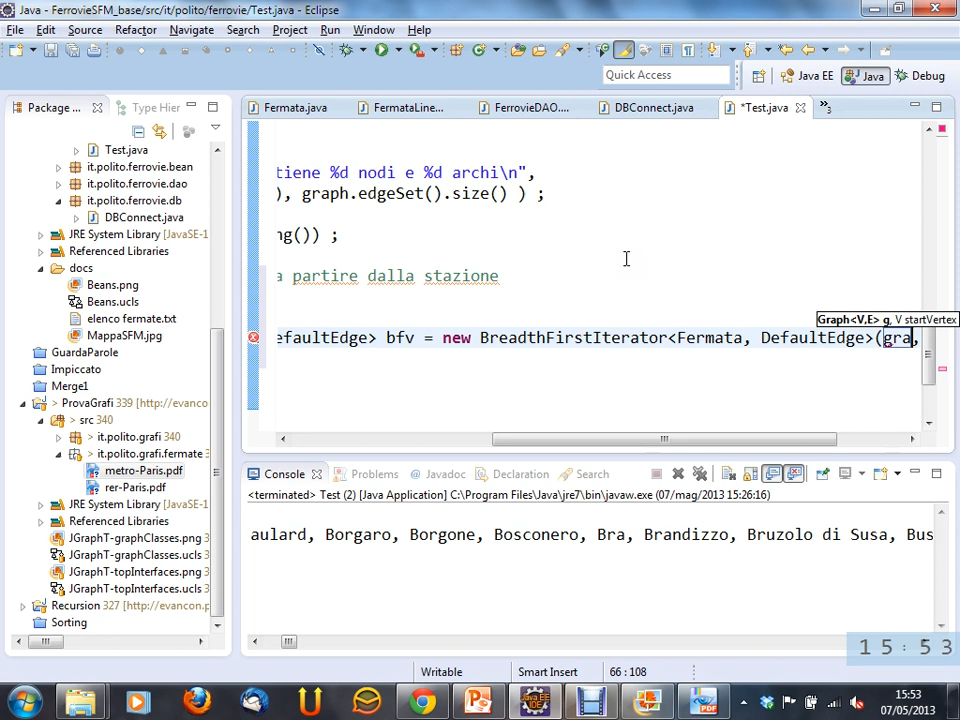 Java - FerrovieSFM_base/src/it/polito/ferrovie/Test.java - Eclipse
File Edit Source Refactor Navigate Search Project Run Window Help
Quick Access
Java EE Java Debug
Package ... Type Hier
Test.java
it.polito.ferrovie.bean
it.polito.ferrovie.dao
it.polito.ferrovie.db
DBConnect.java
JRE System Library [JavaSE-1
Referenced Libraries
docs
Beans.png
Beans.ucls
elenco fermate.txt
MappaSFM.jpg
GuardaParole
Impiccato
Merge1
> ProvaGrafi 339 [http://evancon.
> src 340
> it.polito.grafi 340
> it.polito.grafi.fermate
metro-Paris.pdf
rer-Paris.pdf
JRE System Library [JavaSE-1
Referenced Libraries
JGraphT-graphClasses.png 3
JGraphT-graphClasses.ucls
JGraphT-topInterfaces.png 3
JGraphT-topInterfaces.ucls 3
> Recursion 327 [http://evancon.p
Sorting
Fermata.java FermataLine... FerrovieDAO.... DBConnect.java *Test.java »3
tiene %d nodi e %d archi\n",
), graph.edgeSet().size() ) ;
ng()) ;
a partire dalla stazione
Graph<V,E> g, V startVertex
efaultEdge> bfv = new BreadthFirstIterator<Fermata, DefaultEdge>(gra,
Console Problems Javadoc Declaration Search
<terminated> Test (2) [Java Application] C:\Program Files\Java\jre7\bin\javaw.exe (07/mag/2013 15:26:16)
aulard, Borgaro, Borgone, Bosconero, Bra, Brandizzo, Bruzolo di Susa, Bus
15:53
Writable Smart Insert 66 : 108
15:53
07/05/2013